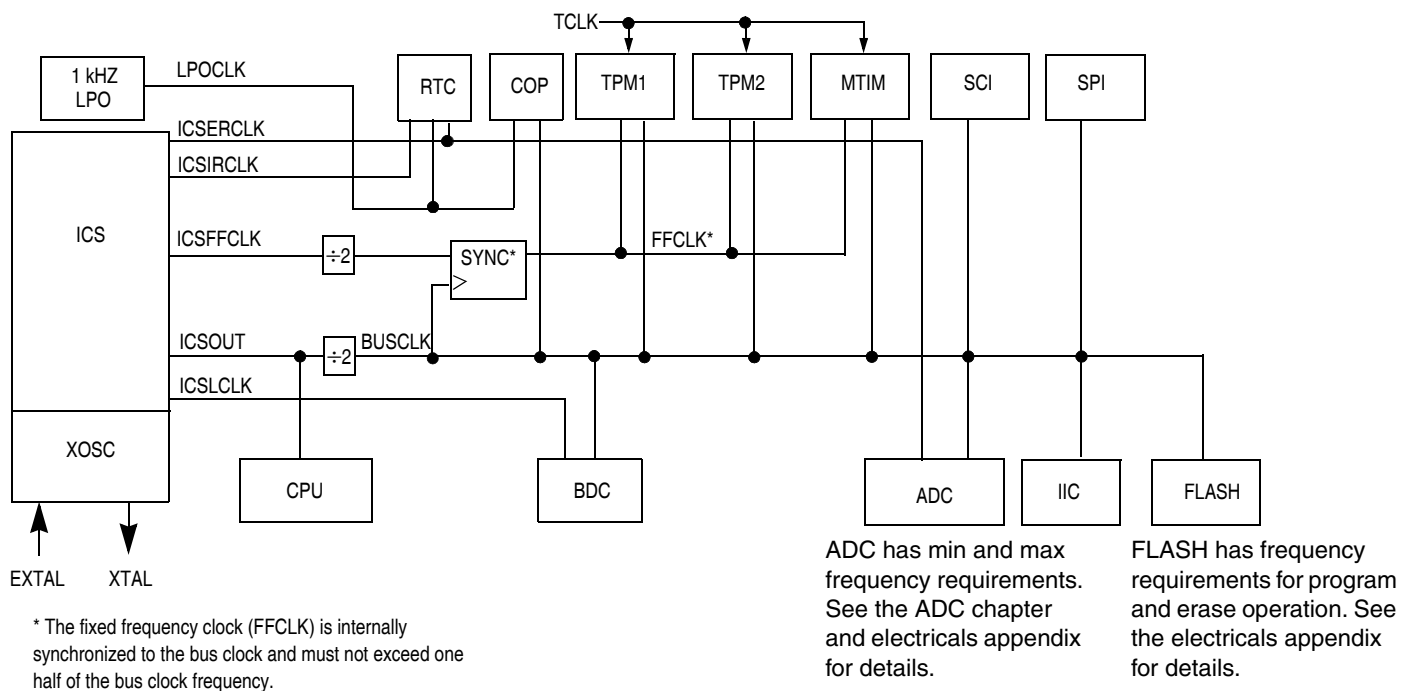 TCLK
1 kHZ
LPO
LPOCLK
RTC
COP
TPM1
TPM2
MTIM
SCI
SPI
ICSERCLK
ICSIRCLK
ICS
ICSFFCLK
÷2
SYNC*
FFCLK*
ICSOUT
÷2
BUSCLK
ICSLCLK
XOSC
CPU
BDC
ADC
IIC
FLASH
EXTAL
XTAL
ADC has min and max
frequency requirements.
See the ADC chapter
and electricals appendix
for details.
FLASH has frequency
requirements for program
and erase operation. See
the electricals appendix
for details.
* The fixed frequency clock (FFCLK) is internally
synchronized to the bus clock and must not exceed one
half of the bus clock frequency.